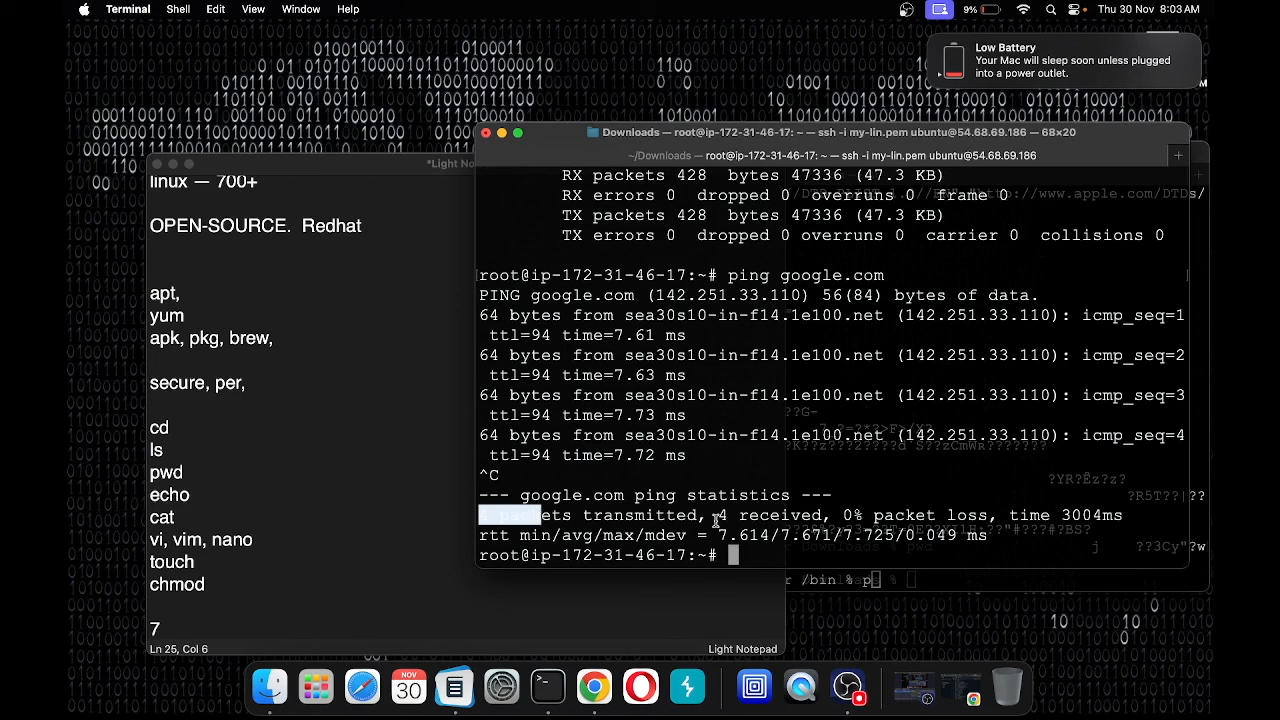 Terminal Shell Edit View Window Help
9% Thu 30 Nov 8:03 AM
Low Battery
Your Mac will sleep soon unless plugged
into a power outlet.
Downloads — root@ip-172-31-46-17: ~ — ssh -i my-lin.pem ubuntu@54.68.69.186 — 68×20
~/Downloads — root@ip-172-31-46-17: ~ — ssh -i my-lin.pem ubuntu@54.68.69.186
RX packets 428 bytes 47336 (47.3 KB)
RX errors 0 dropped 0 overruns 0 frame 0
TX packets 428 bytes 47336 (47.3 KB)
TX errors 0 dropped 0 overruns 0 carrier 0 collisions 0
root@ip-172-31-46-17:~# ping google.com
PING google.com (142.251.33.110) 56(84) bytes of data.
64 bytes from sea30s10-in-f14.1e100.net (142.251.33.110): icmp_seq=1
ttl=94 time=7.61 ms
64 bytes from sea30s10-in-f14.1e100.net (142.251.33.110): icmp_seq=2
ttl=94 time=7.63 ms
64 bytes from sea30s10-in-f14.1e100.net (142.251.33.110): icmp_seq=3
ttl=94 time=7.73 ms
64 bytes from sea30s10-in-f14.1e100.net (142.251.33.110): icmp_seq=4
ttl=94 time=7.72 ms
^C
--- google.com ping statistics ---
4 packets transmitted, 4 received, 0% packet loss, time 3004ms
rtt min/avg/max/mdev = 7.614/7.671/7.725/0.049 ms
root@ip-172-31-46-17:~#
*Light No
linux — 700+
OPEN-SOURCE. Redhat
apt,
yum
apk, pkg, brew,
secure, per,
cd
ls
pwd
echo
cat
vi, vim, nano
touch
chmod
7
Ln 25, Col 6
Light Notepad
r /bin % p
NOV
30